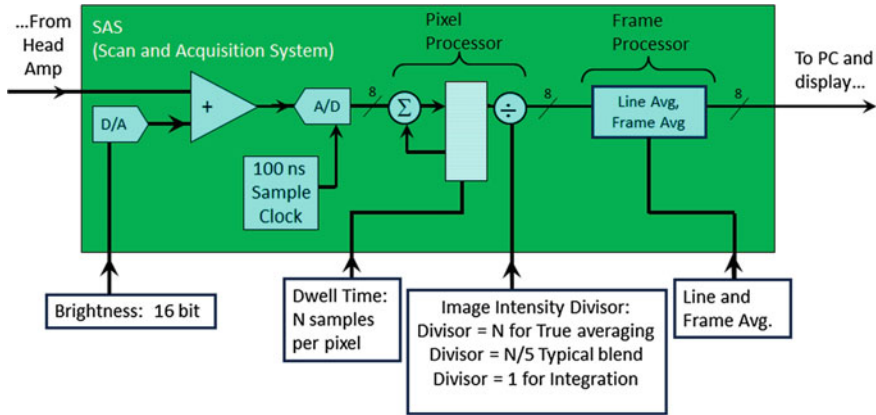 ...From
Head
Amp
SAS
(Scan and Acquisition System)
Pixel
Processor
Frame
Processor
To PC and
display...
D/A
+
A/D
8
Σ
÷
8
Line Avg,
Frame Avg
8
100 ns
Sample
Clock
Brightness: 16 bit
Dwell Time:
N samples
per pixel
Image Intensity Divisor:
Divisor = N for True averaging
Divisor = N/5 Typical blend
Divisor = 1 for Integration
Line and
Frame Avg.